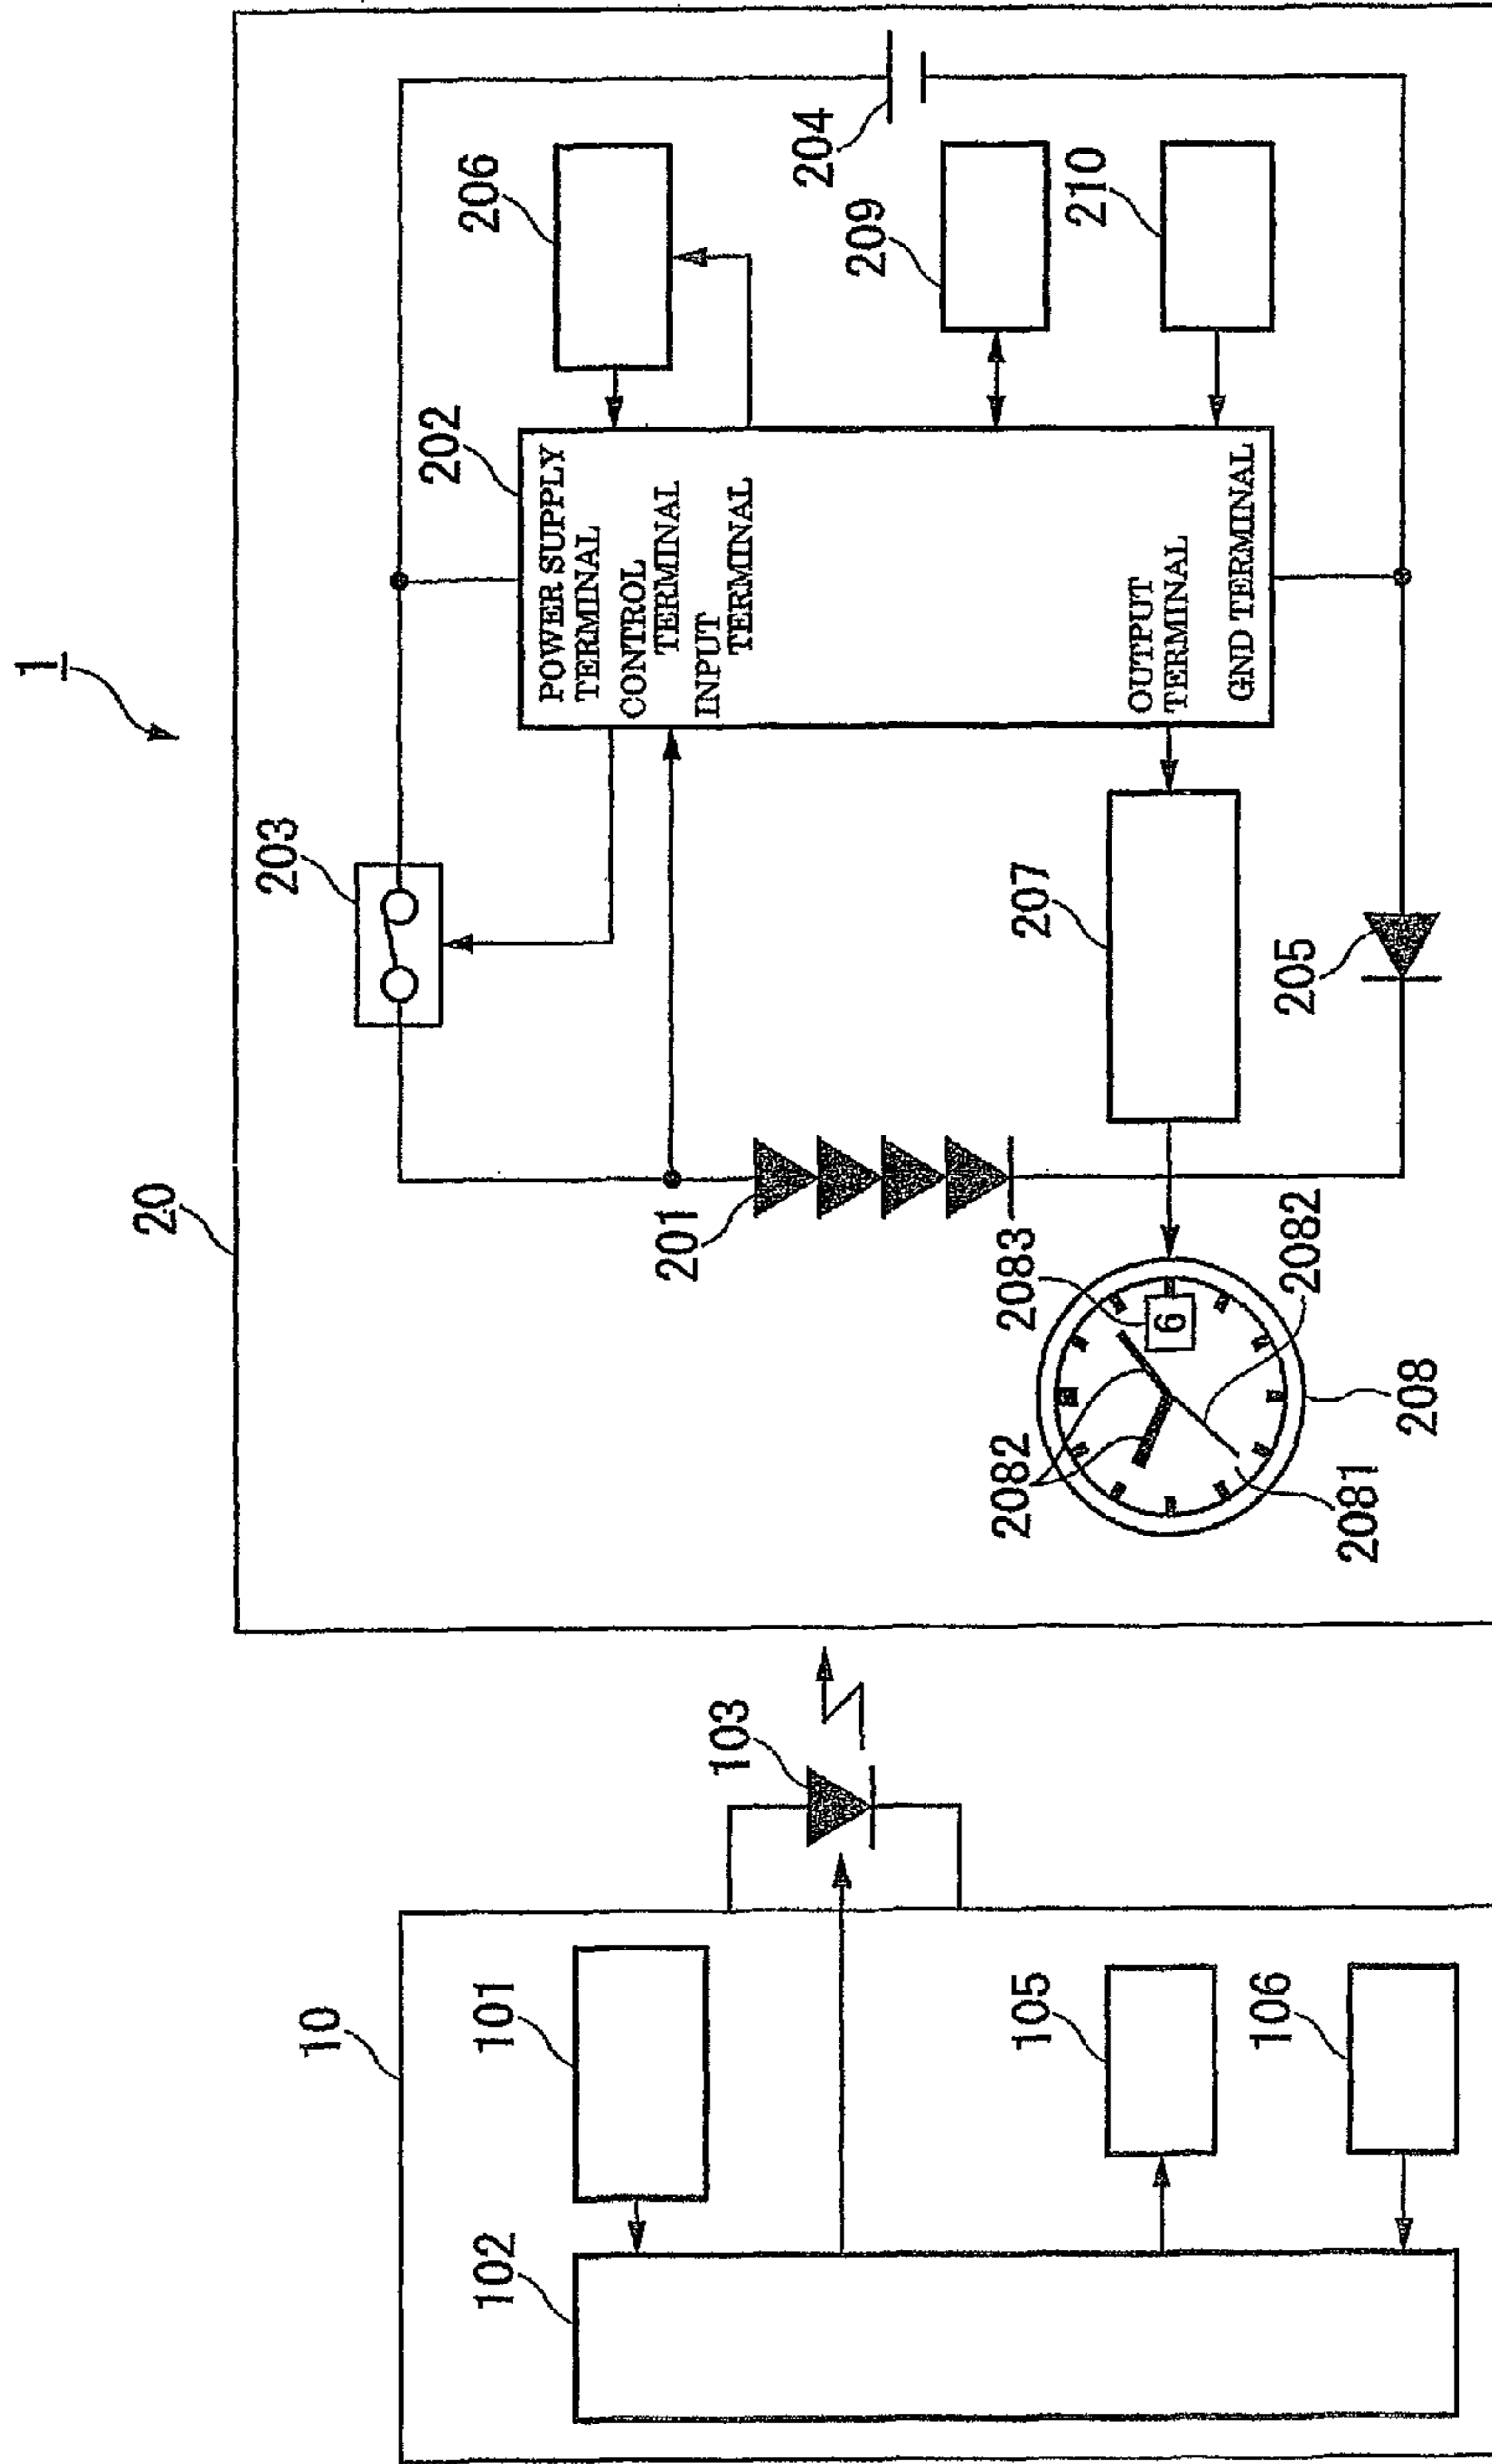 1
20
203
202
POWER SUPPLY
TERMINAL
CONTROL
TERMINAL
INPUT
TERMINAL
OUTPUT
TERMINAL
GND TERMINAL
206
204
209
210
201
207
205
2083
6
2082
2082
2081
208
10
101
102
103
105
106